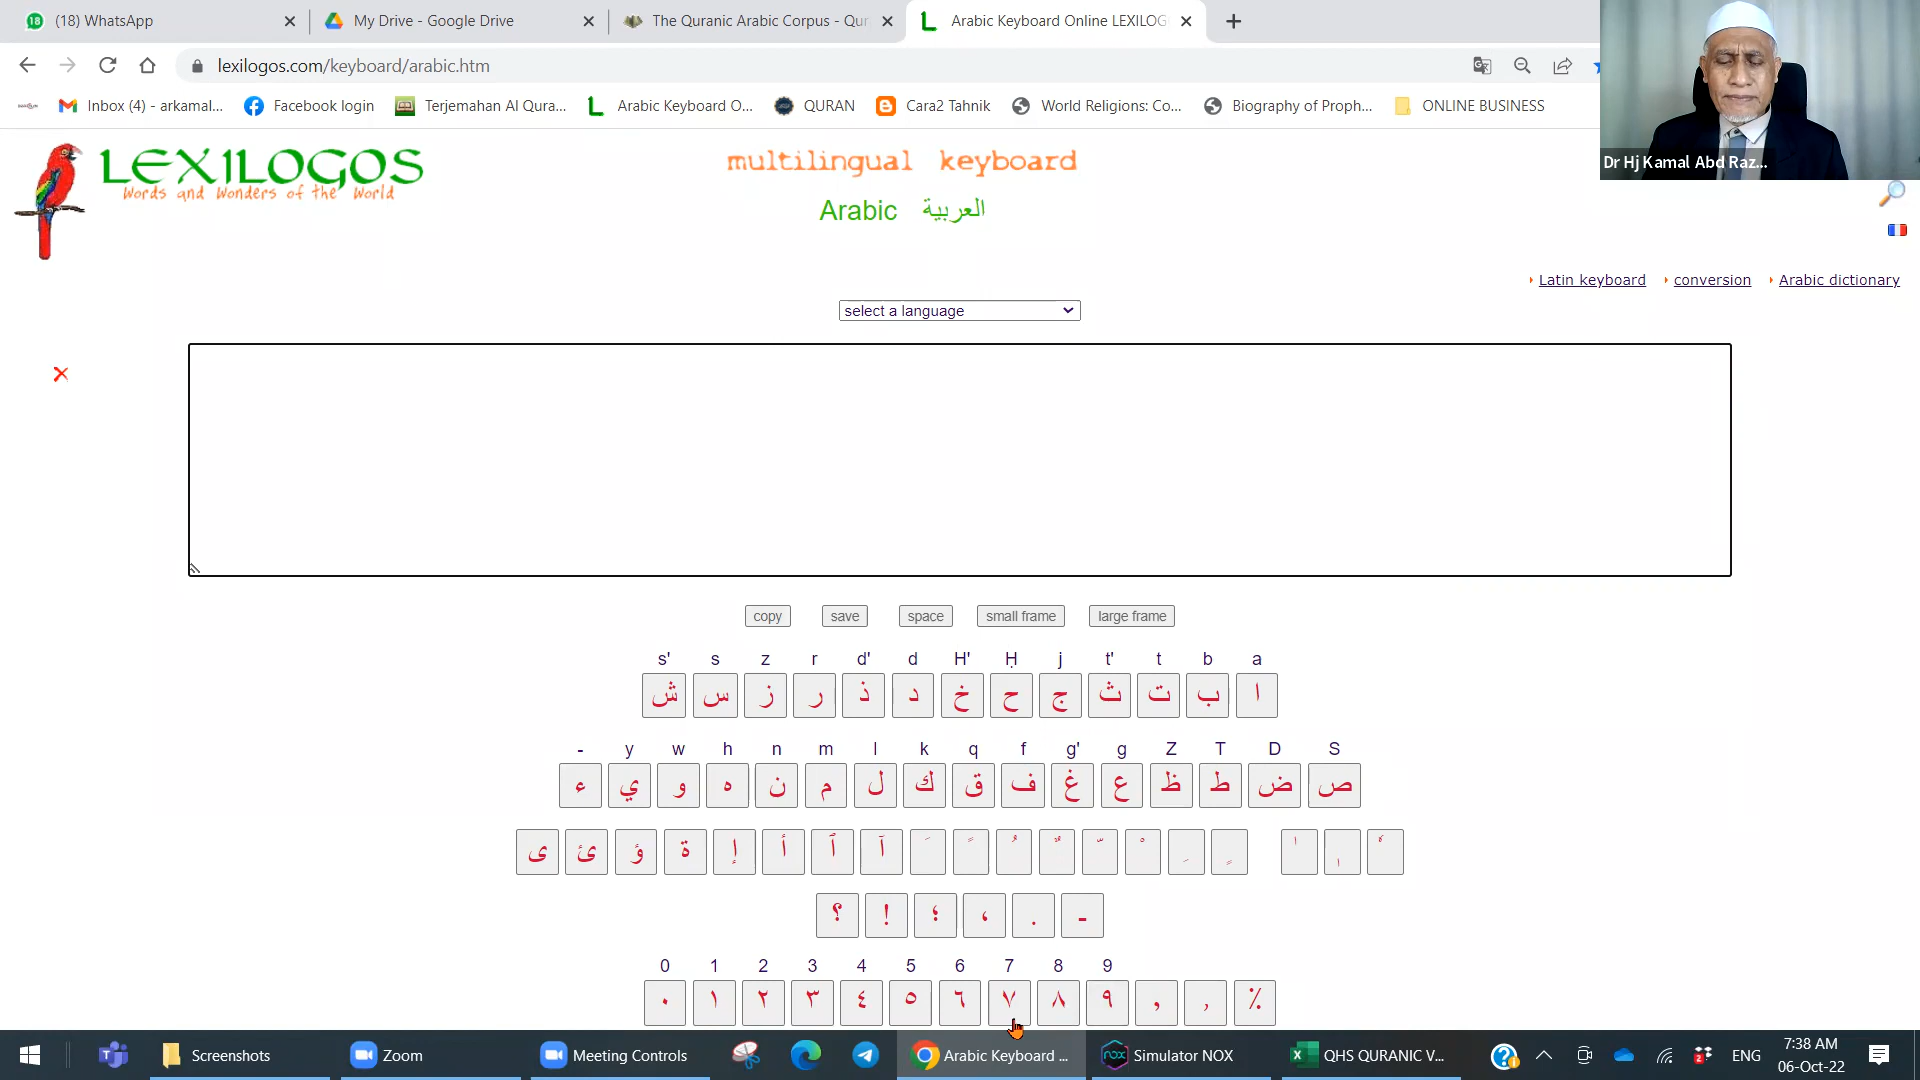 (18) WhatsApp
My Drive - Google Drive
The Quranic Arabic Corpus - Qur
Arabic Keyboard Online LEXILOG
lexilogos.com/keyboard/arabic.htm
Inbox (4) - arkamal...
Facebook login
Terjemahan Al Qura...
Arabic Keyboard O...
QURAN
Cara2 Tahnik
World Religions: Co...
Biography of Proph...
ONLINE BUSINESS
Dr Hj Kamal Abd Raz...
LEXILOGOS
Words and Wonders of the World
multilingual keyboard
Arabic العربية
Latin keyboard conversion Arabic dictionary
select a language
copy save space small frame large frame
s' s z r d' d H' Ḥ j t' t b a
ش س ز ر ذ د خ ح ج ث ت ب ا
- y w h n m l k q f g' g Z T D S
ء ي و ه ن م ل ك ق ف غ ع ظ ط ض ص
ى ئ ؤ ة إ أ ٱ آ َ ً ُ ٌ ّ ْ ِ ٍ ٰ ٖ ٗ
؟ ! ؛ ، . -
0 1 2 3 4 5 6 7 8 9
٠ ١ ٢ ٣ ٤ ٥ ٦ ٧ ٨ ٩ , , ٪
Screenshots
Zoom
Meeting Controls
Arabic Keyboard ...
Simulator NOX
QHS QURANIC V...
ENG
7:38 AM
06-Oct-22